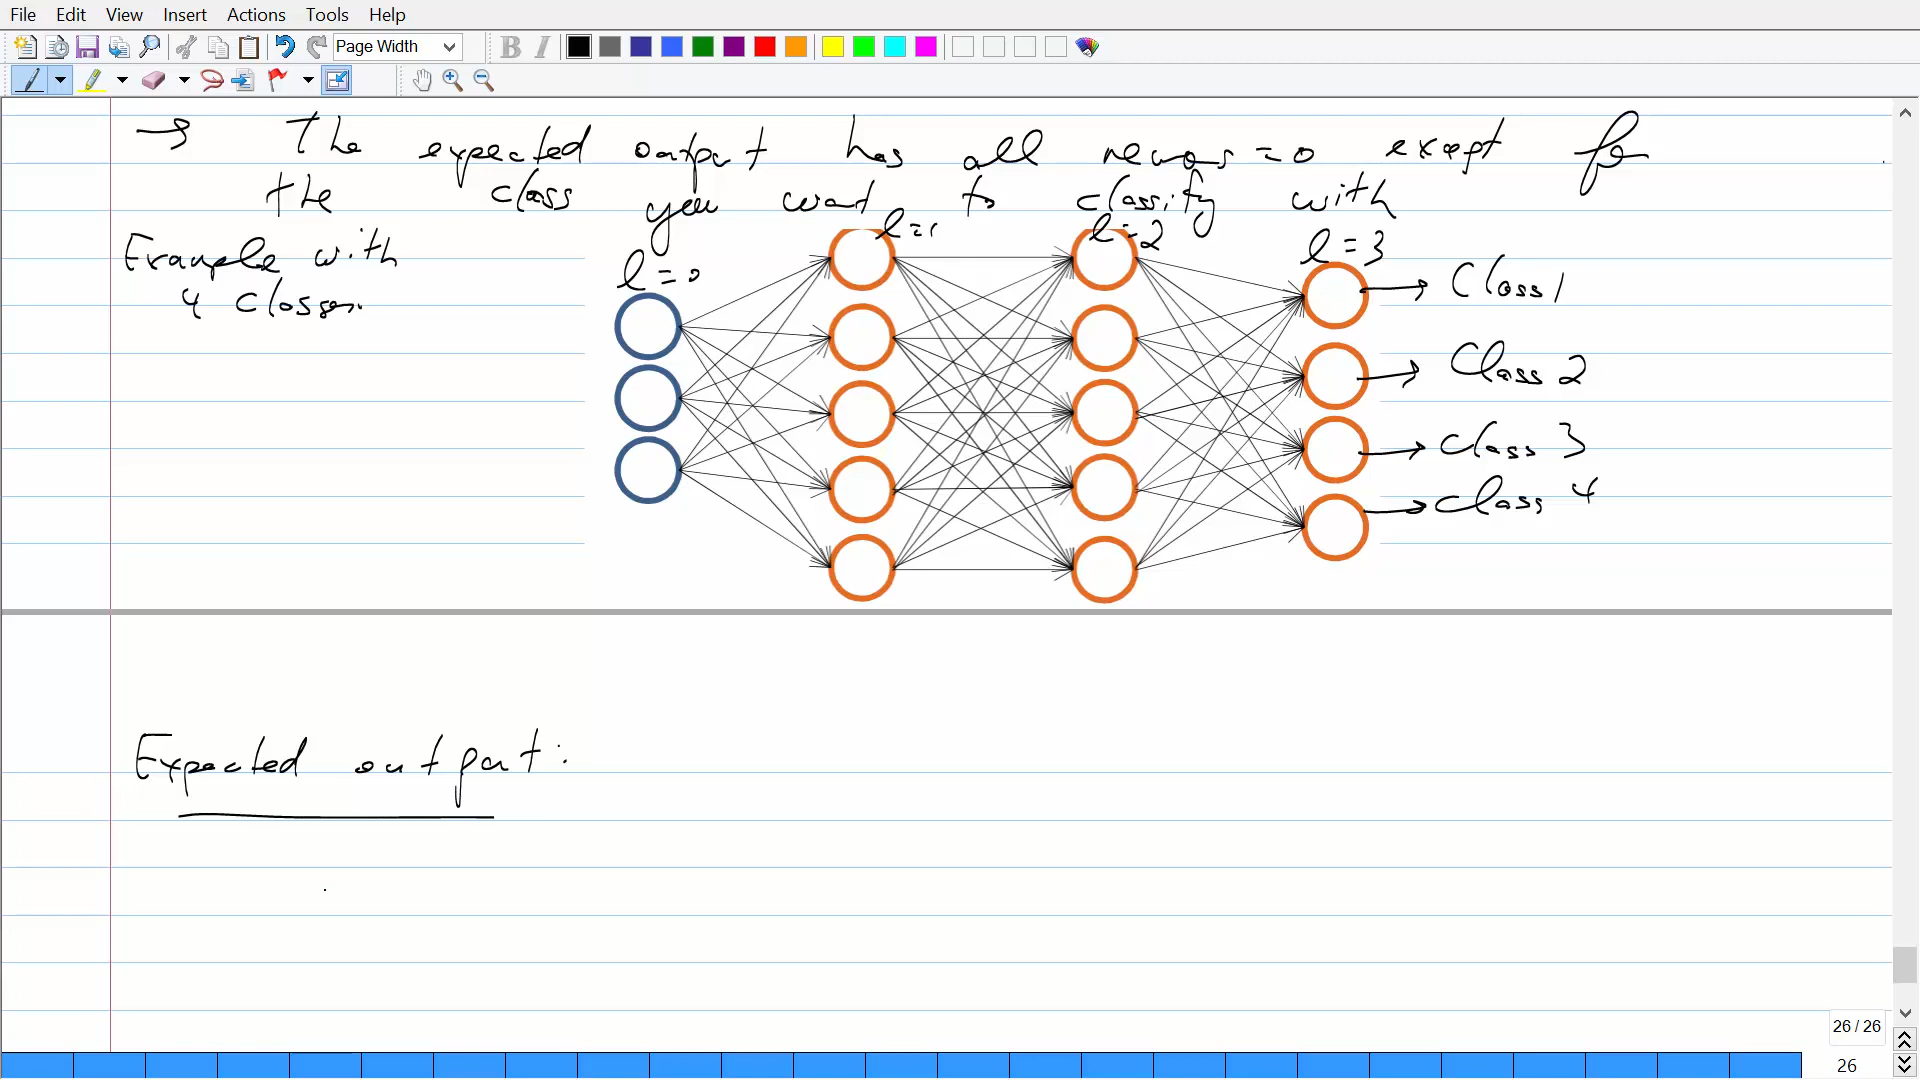 File Edit View Insert Actions Tools Help
Page Width
B I
→ The expected output has all neurons = 0 except for
the class you want to classify with
Example with
4 classes.
l=0
l=1
l=2
l=3
Class 1
Class 2
Class 3
Class 4
Expected output:
26 / 26
26